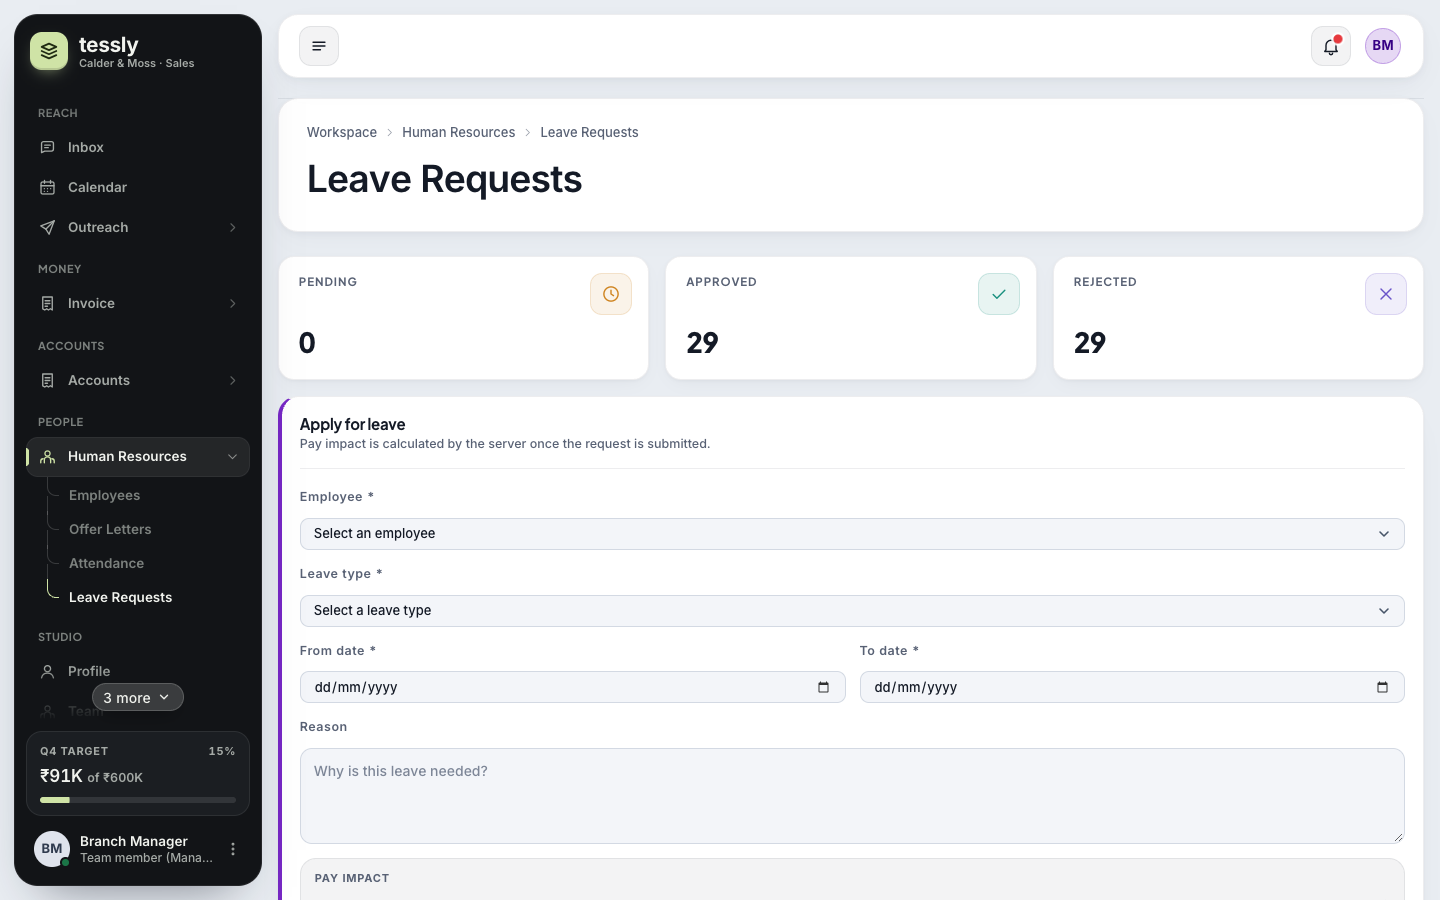 tessly
Calder & Moss · Sales
REACH
Inbox
Calendar
Outreach
MONEY
Invoice
ACCOUNTS
Accounts
PEOPLE
Human Resources
Employees
Offer Letters
Attendance
Leave Requests
STUDIO
Profile
3 more
Team
Q4 TARGET 15%
₹91K of ₹600K
BM
Branch Manager
Team member (Mana...
BM
Workspace > Human Resources > Leave Requests
Leave Requests
PENDING
0
APPROVED
29
REJECTED
29
Apply for leave
Pay impact is calculated by the server once the request is submitted.
Employee *
Select an employee
Leave type *
Select a leave type
From date * To date *
dd/mm/yyyy dd/mm/yyyy
Reason
Why is this leave needed?
PAY IMPACT